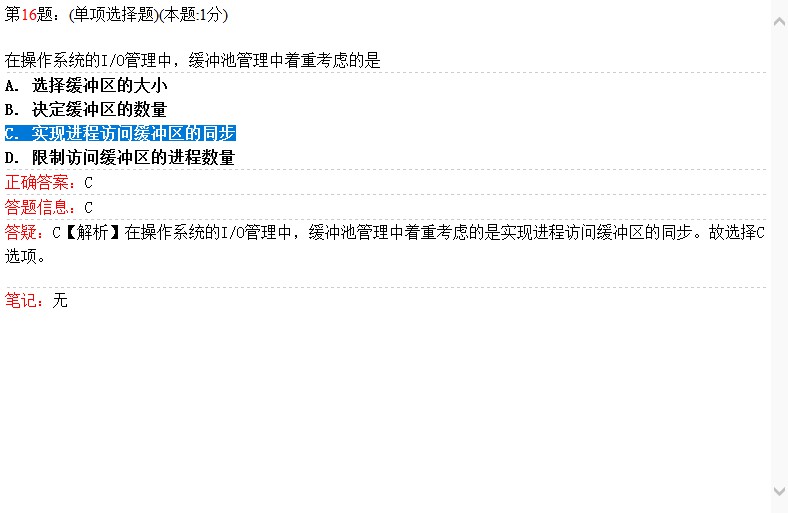 第16题：(单项选择题)(本题:1分)
在操作系统的I/O管理中，缓冲池管理中着重考虑的是
A. 选择缓冲区的大小
B. 决定缓冲区的数量
C. 实现进程访问缓冲区的同步
D. 限制访问缓冲区的进程数量
正确答案：C
答题信息：C
答疑：C【解析】在操作系统的I/O管理中，缓冲池管理中着重考虑的是实现进程访问缓冲区的同步。故选择C
选项。
笔记：无